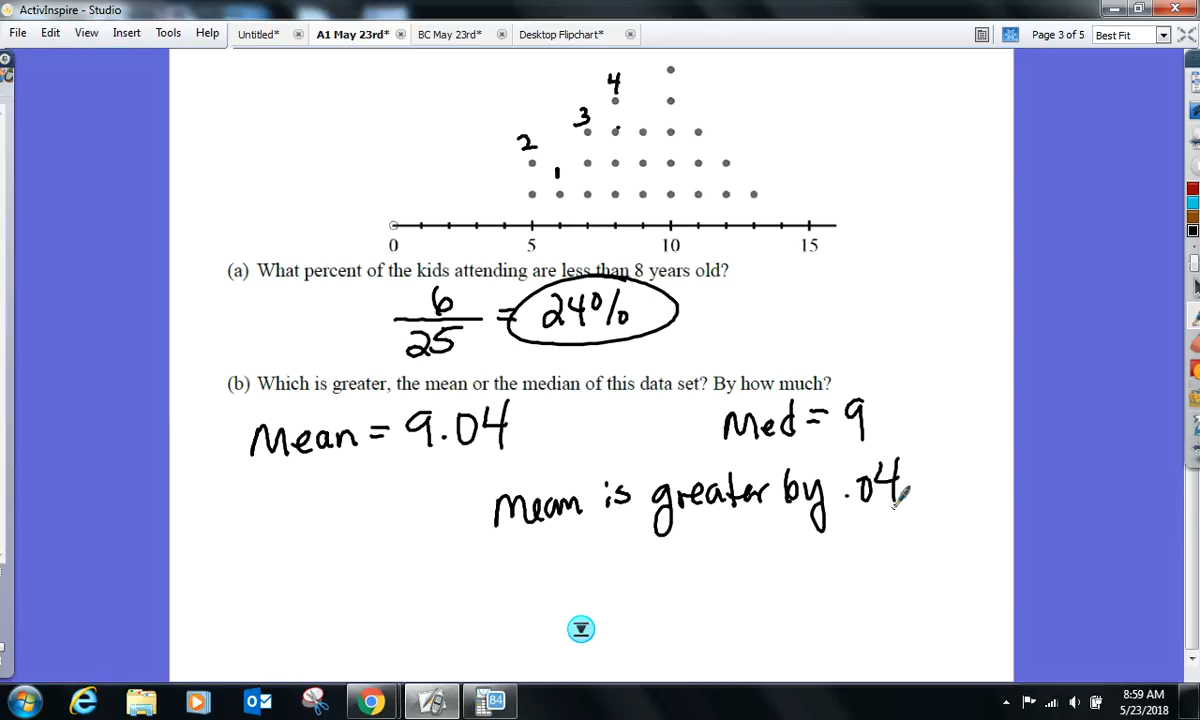 ActivInspire - Studio
File Edit View Insert Tools Help Untitled* A1 May 23rd* BC May 23rd* Desktop Flipchart* Page 3 of 5 Best Fit
4
3
2
1
0 5 10 15
(a) What percent of the kids attending are less than 8 years old?
6
25 = 24%
(b) Which is greater, the mean or the median of this data set? By how much?
Mean = 9.04 Med = 9
Mean is greater by .04
84
8:59 AM
5/23/2018